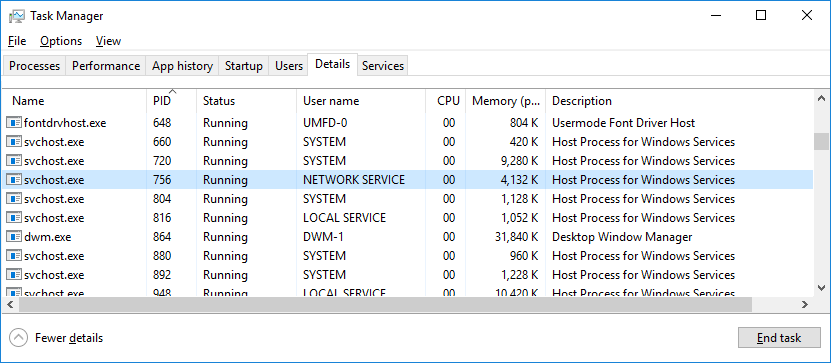 Task Manager
File Options View
Processes Performance App history Startup Users Details Services
Name PID Status User name CPU Memory (p... Description
fontdrvhost.exe 648 Running UMFD-0 00 804 K Usermode Font Driver Host
svchost.exe 660 Running SYSTEM 00 420 K Host Process for Windows Services
svchost.exe 720 Running SYSTEM 00 9,280 K Host Process for Windows Services
svchost.exe 756 Running NETWORK SERVICE 00 4,132 K Host Process for Windows Services
svchost.exe 804 Running SYSTEM 00 1,128 K Host Process for Windows Services
svchost.exe 816 Running LOCAL SERVICE 00 1,052 K Host Process for Windows Services
dwm.exe 864 Running DWM-1 00 31,840 K Desktop Window Manager
svchost.exe 880 Running SYSTEM 00 960 K Host Process for Windows Services
svchost.exe 892 Running SYSTEM 00 1,228 K Host Process for Windows Services
svchost.exe 948 Running LOCAL SERVICE 00 10,420 K Host Process for Windows Services
Fewer details End task